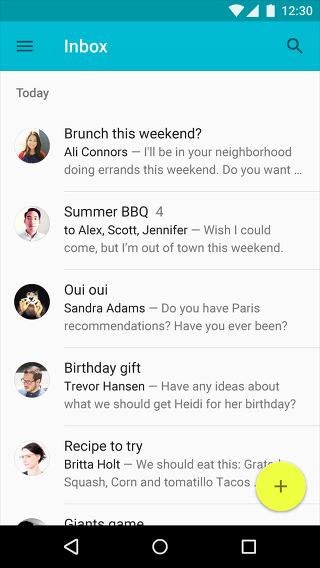 12:30
Inbox
Today
Brunch this weekend?
Ali Connors — I'll be in your neighborhood
doing errands this weekend. Do you want ...
Summer BBQ 4
to Alex, Scott, Jennifer — Wish I could
come, but I'm out of town this weekend.
Oui oui
Sandra Adams — Do you have Paris
recommendations? Have you ever been?
Birthday gift
Trevor Hansen — Have any ideas about
what we should get Heidi for her birthday?
Recipe to try
Britta Holt — We should eat this:
Squash, Corn and tomatillo Tacos
Giants game